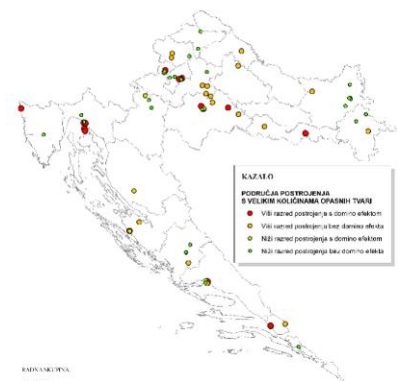 KAZALO
PODRUČJA POSTROJENJA
S VELIKIM KOLIČINAMA OPASNIH TVARI
Viši razred postrojenja s domino efektom
Viši razred postrojenja bez domino efekta
Niži razred postrojenja s domino efektom
Niži razred postrojenja bez domino efekta
RADNA SKUPINA